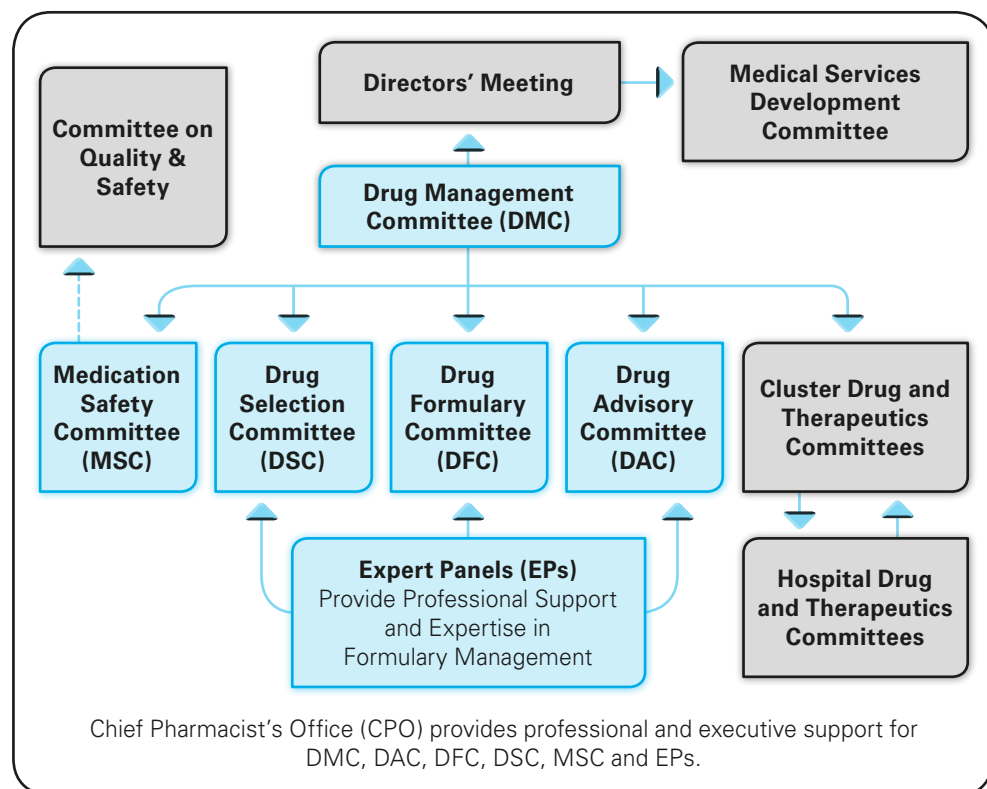 Directors’ Meeting
Medical Services
Development
Committee
Committee on
Quality &
Safety
Drug Management
Committee (DMC)
Medication
Safety
Committee
(MSC)
Drug
Selection
Committee
(DSC)
Drug
Formulary
Committee
(DFC)
Drug
Advisory
Committee
(DAC)
Cluster Drug and
Therapeutics
Committees
Expert Panels (EPs)
Provide Professional Support
and Expertise in
Formulary Management
Hospital Drug
and Therapeutics
Committees
Chief Pharmacist’s Office (CPO) provides professional and executive support for
DMC, DAC, DFC, DSC, MSC and EPs.